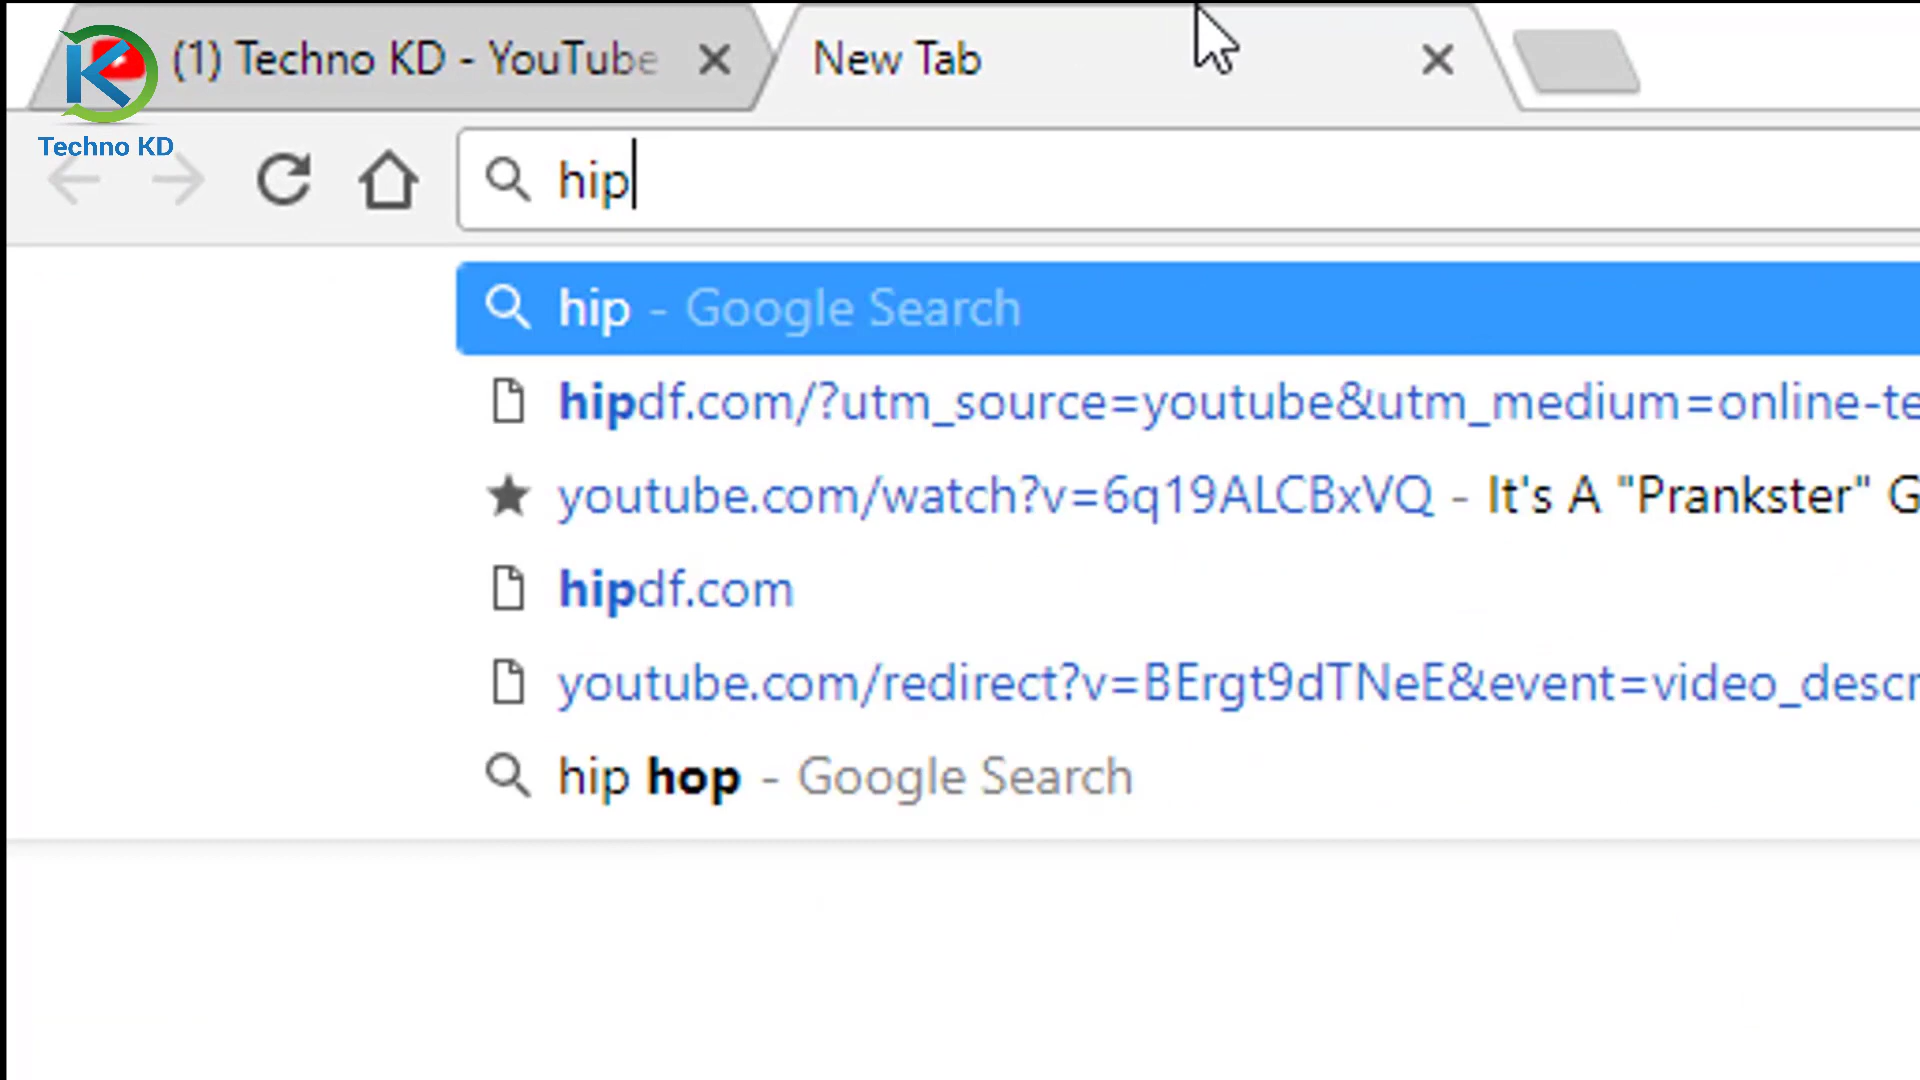 (1) Techno KD - YouTube
New Tab
Techno KD
hip
hip - Google Search
hipdf.com/?utm_source=youtube&utm_medium=online-te
youtube.com/watch?v=6q19ALCBxVQ - It's A "Prankster" G
hipdf.com
youtube.com/redirect?v=BErgt9dTNeE&event=video_descr
hip hop - Google Search